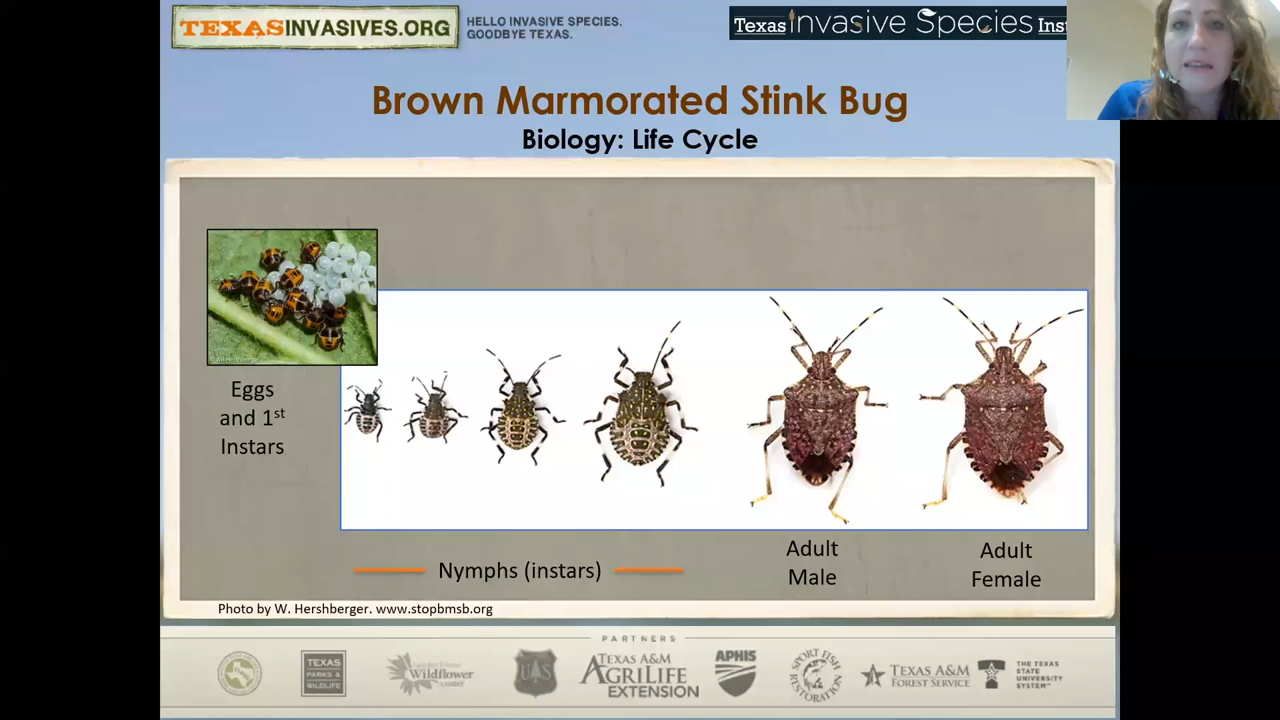 TEXASINVASIVES.ORG
HELLO INVASIVE SPECIES.
GOODBYE TEXAS.
Texas Invasive Species Inst
Brown Marmorated Stink Bug
Biology: Life Cycle
Eggs
and 1st
Instars
Nymphs (instars)
Adult
Male
Adult
Female
Photo by W. Hershberger. www.stopbmsb.org
PARTNERS
TEXAS
PARKS &
WILDLIFE
Wildflower
center
UAS
TEXAS A&M
AGRILIFE
EXTENSION
APHIS
SPORT FISH
RESTORATION
TEXAS A&M
FOREST SERVICE
THE TEXAS
STATE
UNIVERSITY
SYSTEM™